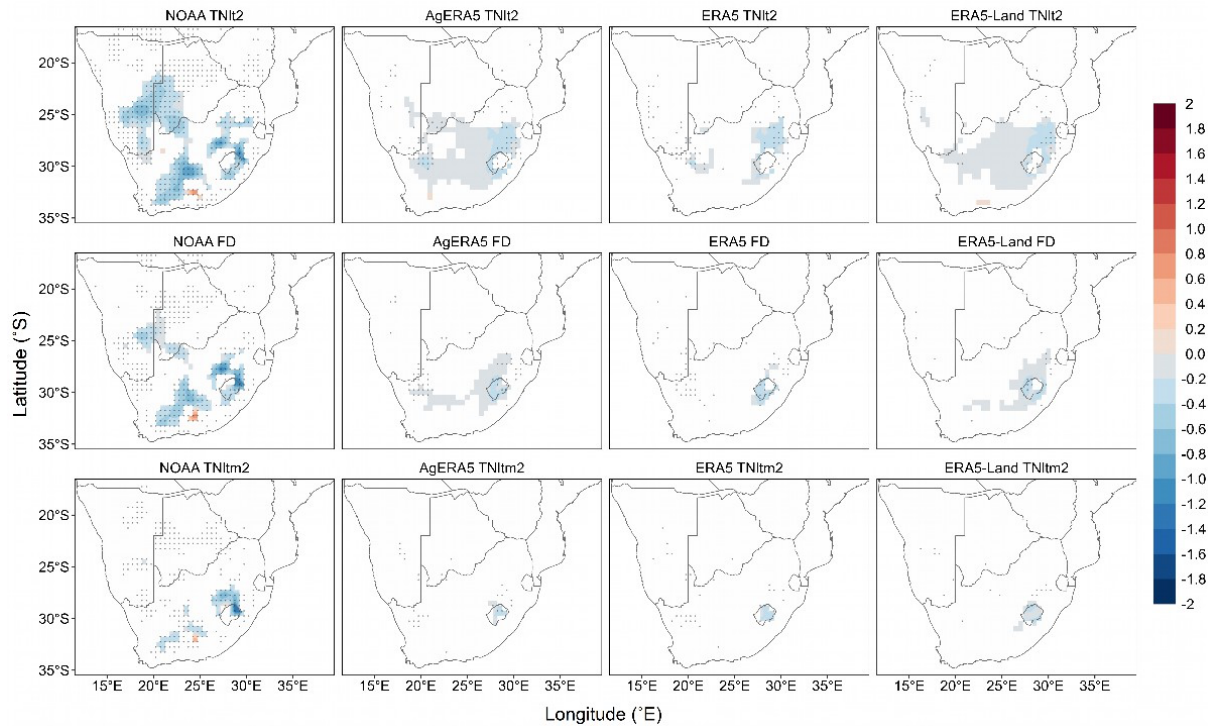 NOAA TNlt2 AgERA5 TNlt2 ERA5 TNlt2 ERA5-Land TNlt2
20°S
25°S
30°S
35°S
NOAA FD AgERA5 FD ERA5 FD ERA5-Land FD
20°S
25°S
30°S
35°S
NOAA TNltm2 AgERA5 TNltm2 ERA5 TNltm2 ERA5-Land TNltm2
20°S
25°S
30°S
35°S
15°E 20°E 25°E 30°E 35°E 15°E 20°E 25°E 30°E 35°E 15°E 20°E 25°E 30°E 35°E 15°E 20°E 25°E 30°E 35°E
Longitude (°E)
Latitude (°S)
2
1.8
1.6
1.4
1.2
1.0
0.8
0.6
0.4
0.2
0.0
-0.2
-0.4
-0.6
-0.8
-1.0
-1.2
-1.4
-1.6
-1.8
-2